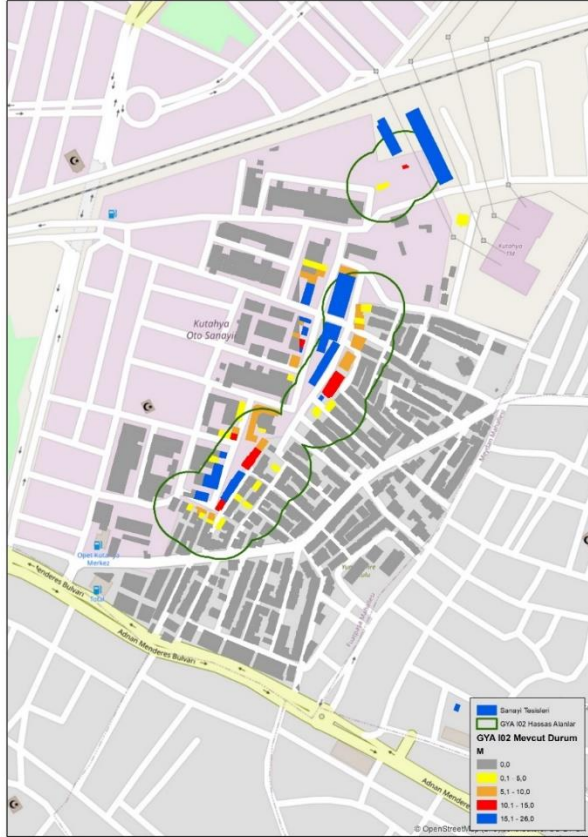 Kutahya
TM
Kutahya
Oto Sanayi
Mahallesi
Opet Kutahya
Merkez
Adnan Menderes Bulvarı
Adnan Menderes
Sanayi Tesisleri
GYA I02 Hassas Alanlar
GYA I02 Mevcut Durum
M
0,0
0,1 - 5,0
5,1 - 10,0
10,1 - 15,0
15,1 - 26,0
© OpenStreetMap